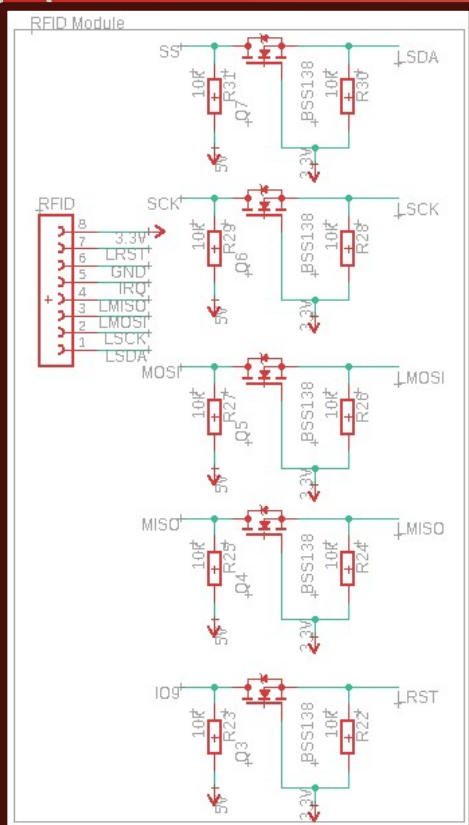 RFID Module
SS
LSDA
10K
R31
Q7
BSS138
10K
R30
5V
3.3V
RFID
8
3.3V
7
LRST
6
GND
5
IRQ
4
LMISO
3
LMOSI
2
LSCK
1
LSDA
SCK
LSCK
10K
R29
Q6
BSS138
10K
R28
5V
3.3V
MOSI
LMOSI
10K
R27
Q5
BSS138
10K
R26
5V
3.3V
MISO
LMISO
10K
R25
Q4
BSS138
10K
R24
5V
3.3V
IO9
LRST
10K
R23
Q3
BSS138
10K
R22
5V
3.3V